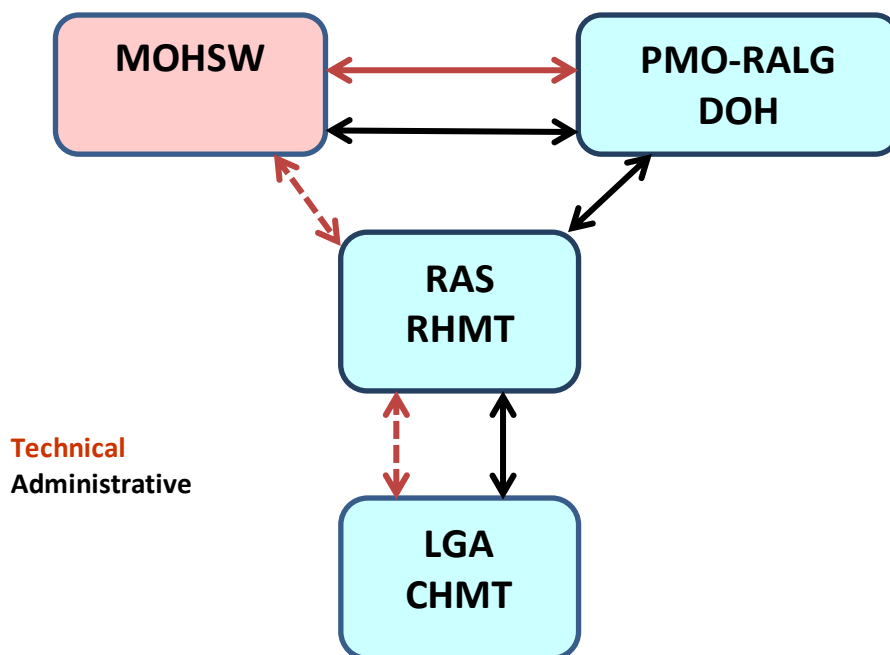 MOHSW
PMO-RALG
DOH
RAS
RHMT
Technical
Administrative
LGA
CHMT